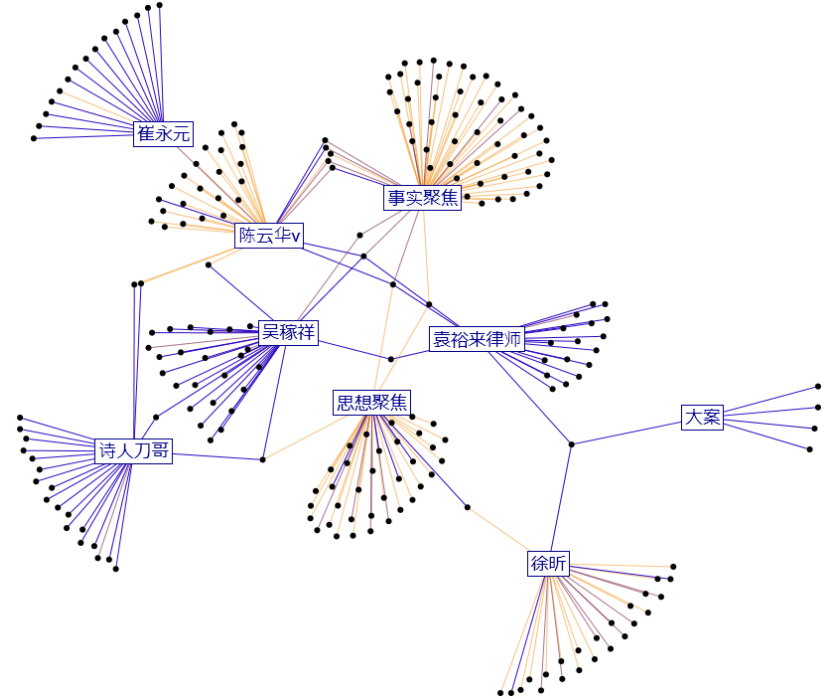 崔永元
事实聚焦
陈云华v
吴稼祥
袁裕来律师
思想聚焦
大案
诗人刀哥
徐昕